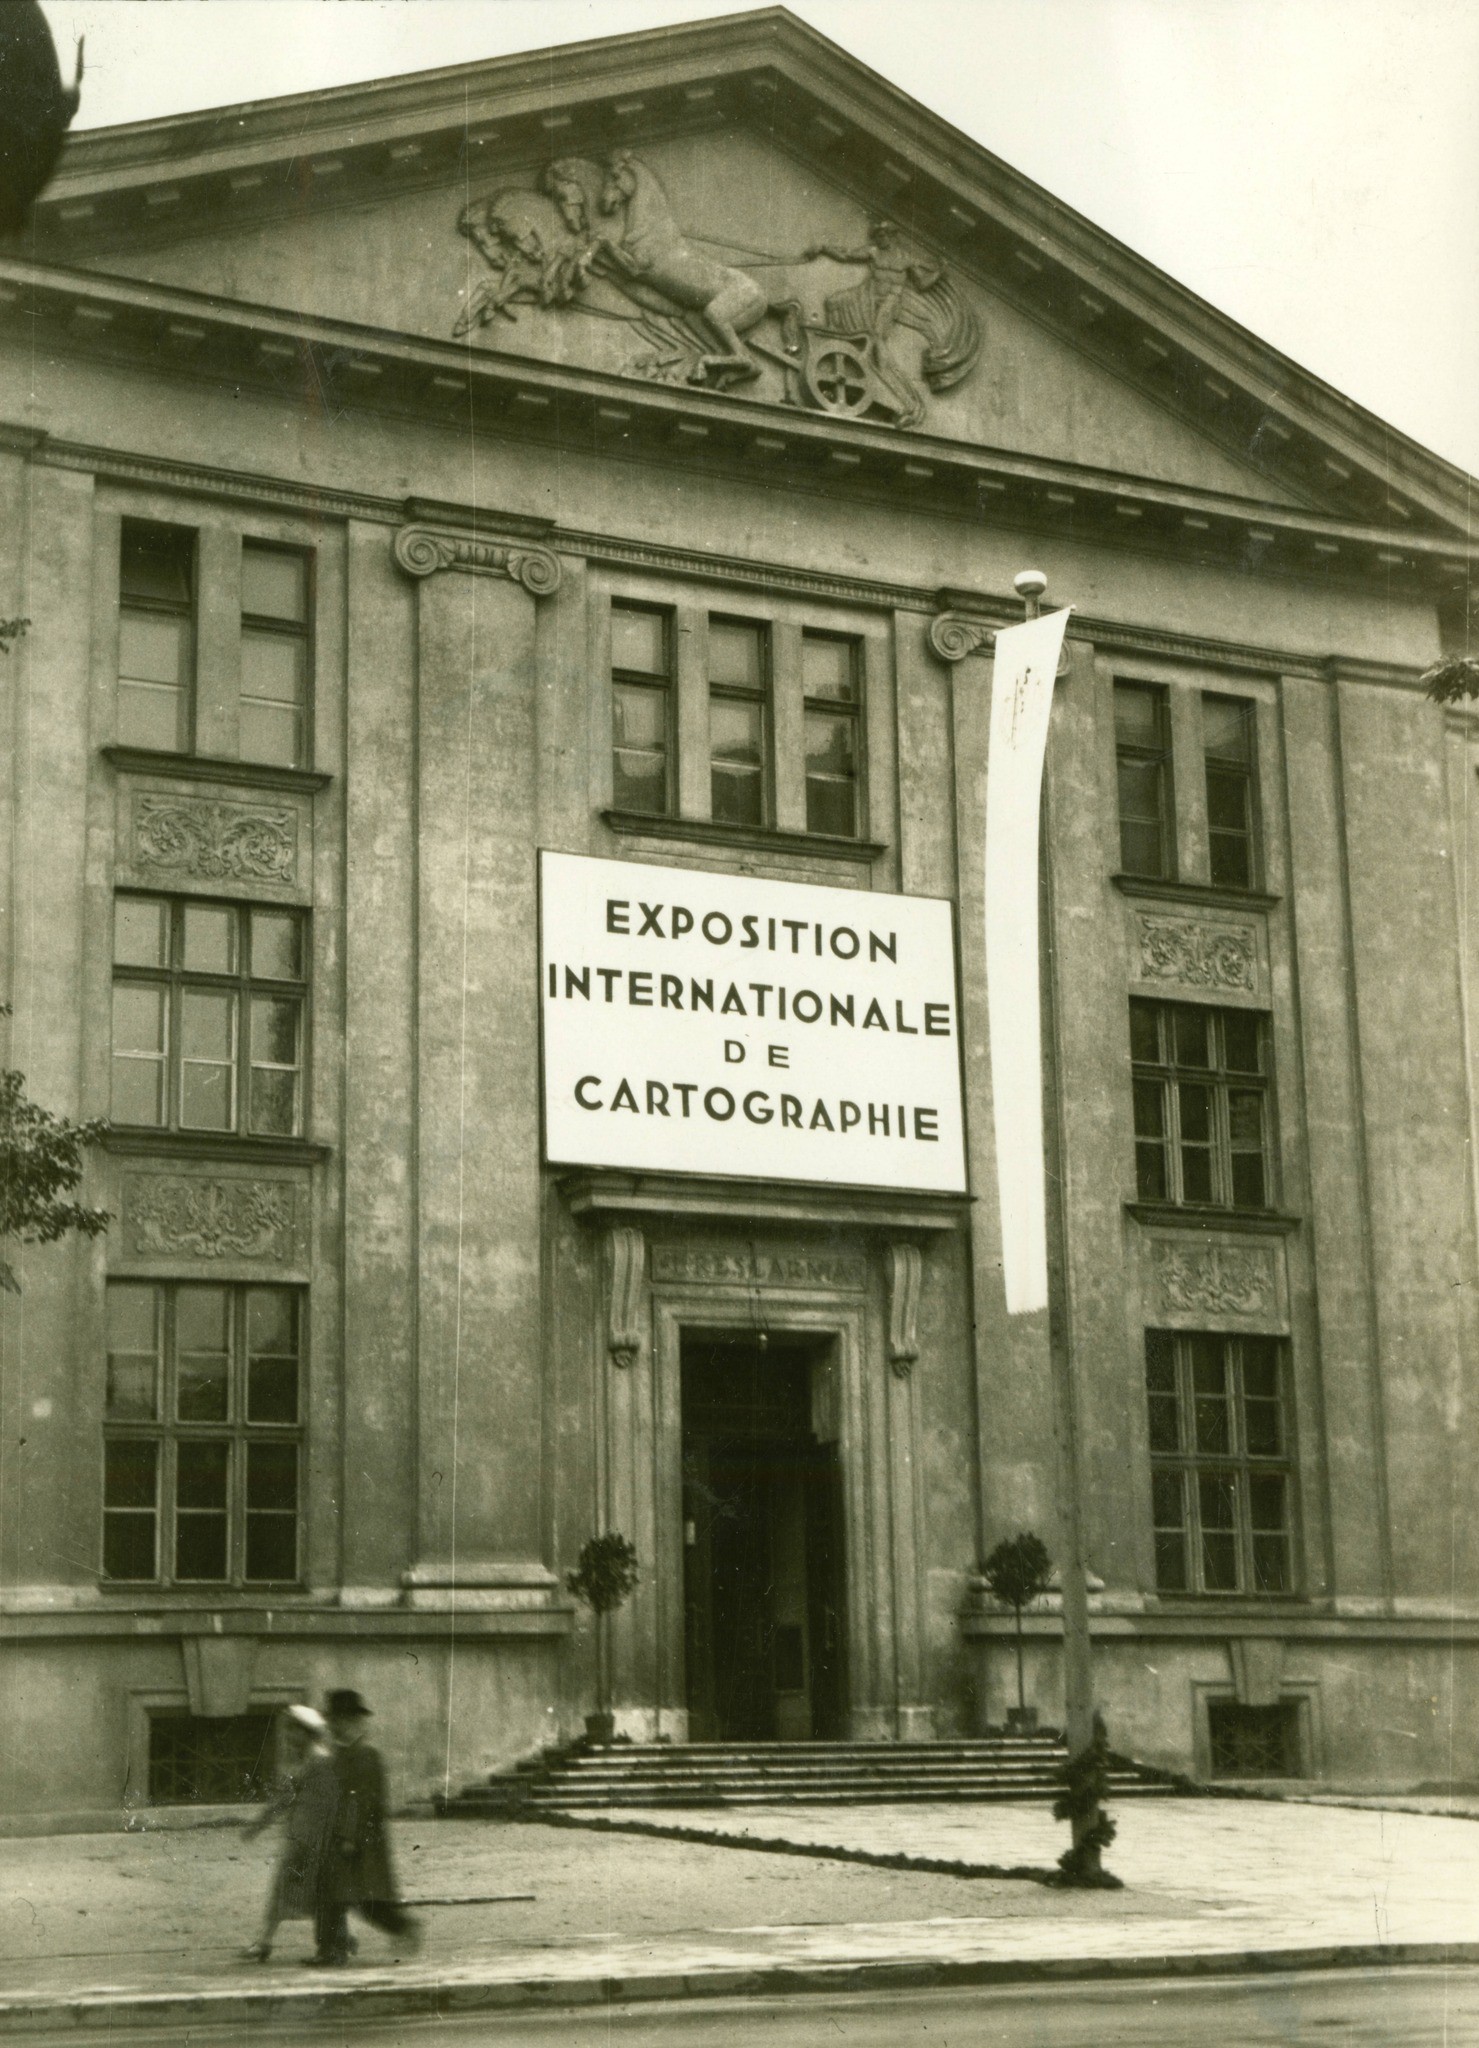 EXPOSITION
INTERNATIONALE
DE
CARTOGRAPHIE